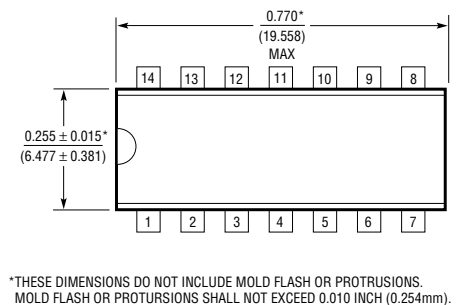 0.770*
(19.558)
MAX
14 13 12 11 10 9 8
0.255 ± 0.015*
(6.477 ± 0.381)
1 2 3 4 5 6 7
*THESE DIMENSIONS DO NOT INCLUDE MOLD FLASH OR PROTRUSIONS.
MOLD FLASH OR PROTURSIONS SHALL NOT EXCEED 0.010 INCH (0.254mm).